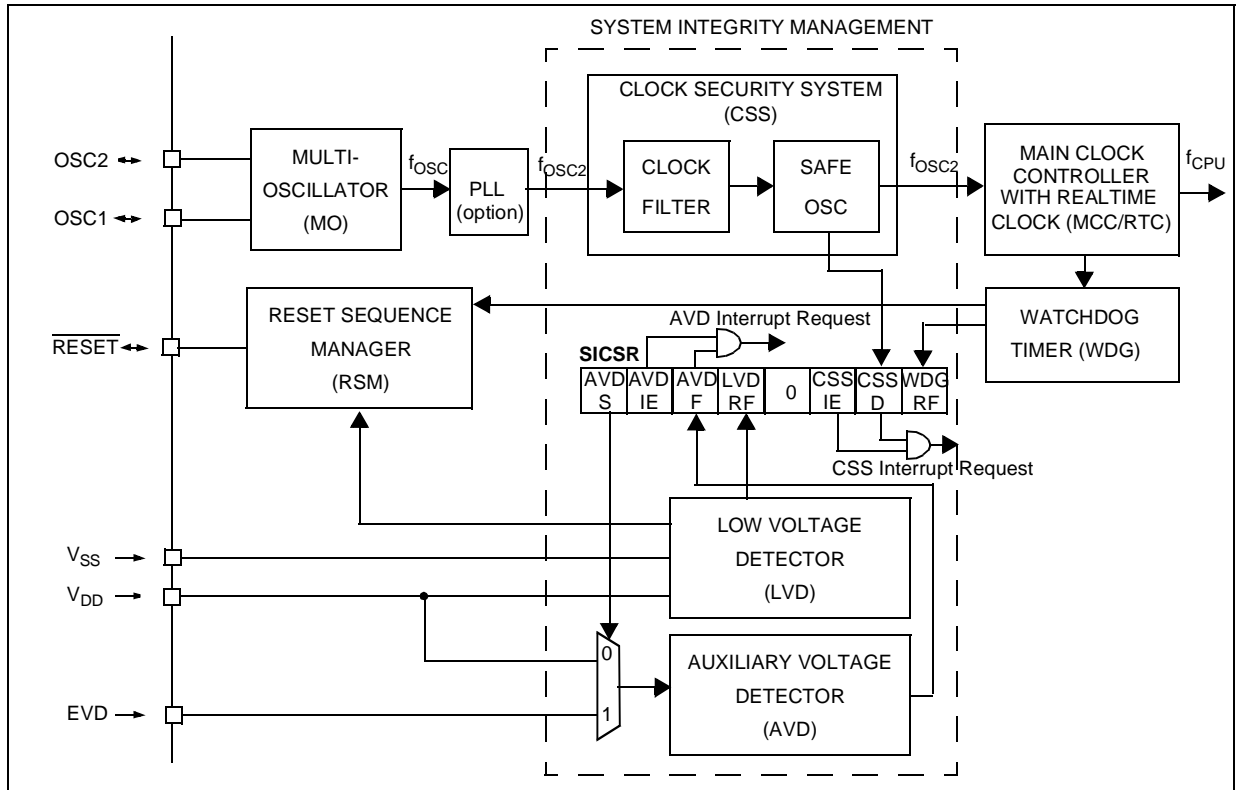 SYSTEM INTEGRITY MANAGEMENT
CLOCK SECURITY SYSTEM
(CSS)
OSC2
OSC1
MULTI-
OSCILLATOR
(MO)
fOSC
PLL
(option)
fOSC2
CLOCK
FILTER
SAFE
OSC
fOSC2
MAIN CLOCK
CONTROLLER
WITH REALTIME
CLOCK (MCC/RTC)
fCPU
RESET
RESET SEQUENCE
MANAGER
(RSM)
AVD Interrupt Request
WATCHDOG
TIMER (WDG)
SICSR
AVD AVD AVD LVD 0 CSS CSS WDG
S IE F RF IE D RF
CSS Interrupt Request
VSS
VDD
LOW VOLTAGE
DETECTOR
(LVD)
0
1
EVD
AUXILIARY VOLTAGE
DETECTOR
(AVD)